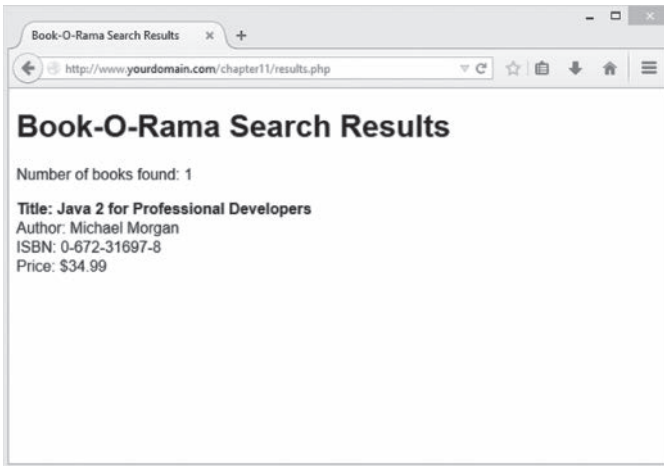 Book-O-Rama Search Results
http://www.yourdomain.com/chapter11/results.php
Book-O-Rama Search Results
Number of books found: 1
Title: Java 2 for Professional Developers
Author: Michael Morgan
ISBN: 0-672-31697-8
Price: $34.99